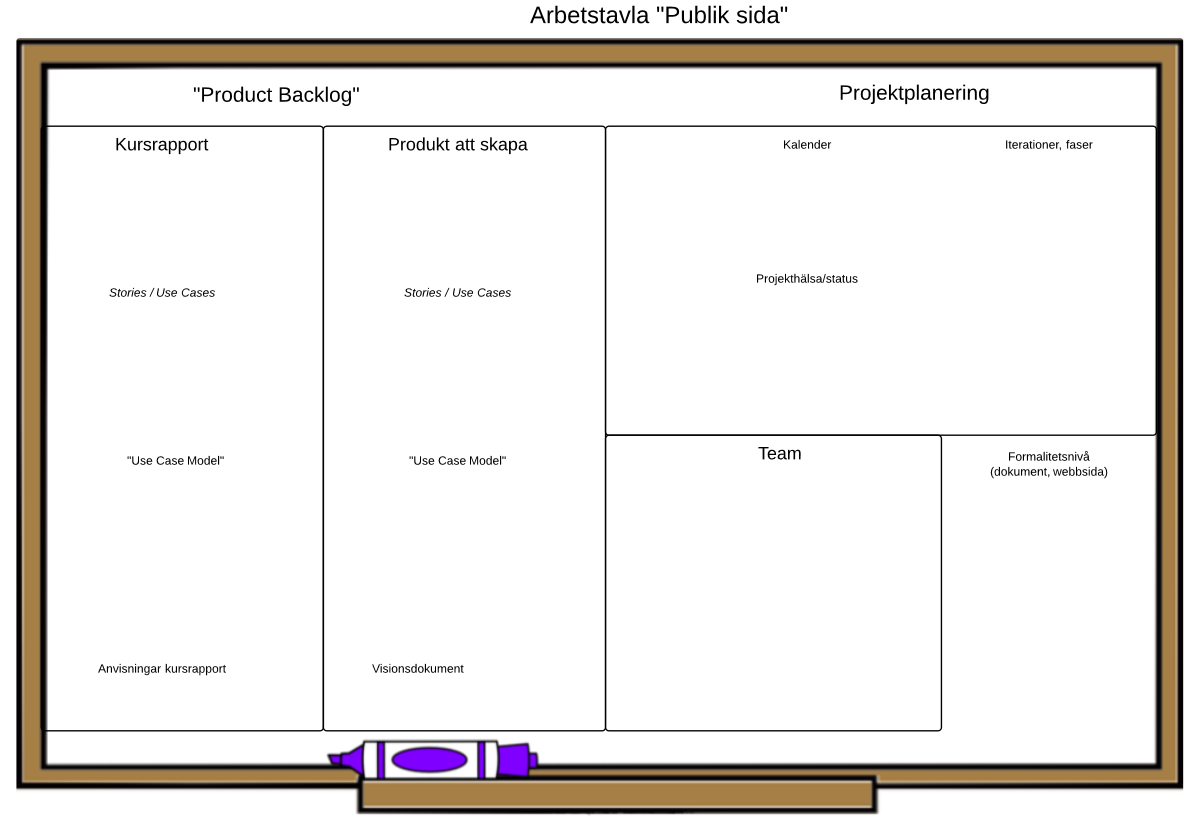 Arbetstavla "Publik sida"
"Product Backlog"
Projektplanering
Kursrapport
Produkt att skapa
Kalender
Iterationer, faser
Projekthälsa/status
Stories / Use Cases
Stories / Use Cases
"Use Case Model"
"Use Case Model"
Team
Formalitetsnivå
(dokument, webbsida)
Anvisningar kursrapport
Visionsdokument